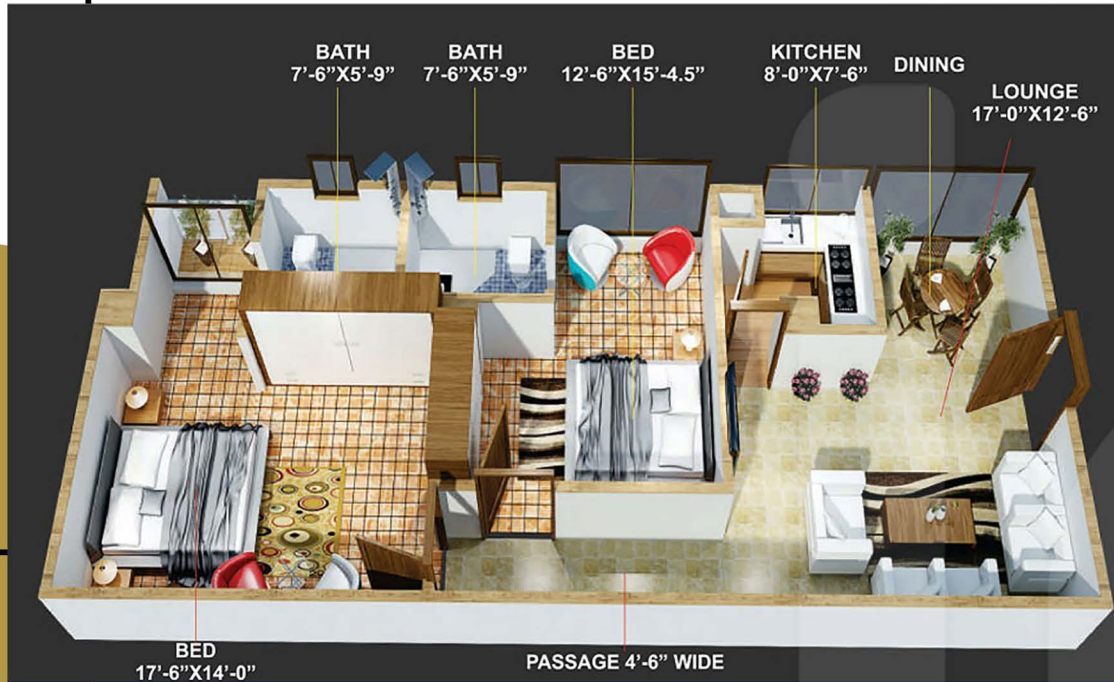 BATH
7'-6"X5'-9"
BATH
7'-6"X5'-9"
BED
12'-6"X15'-4.5"
KITCHEN
8'-0"X7'-6"
DINING
LOUNGE
17'-0"X12'-6"
BED
17'-6"X14'-0"
PASSAGE 4'-6" WIDE